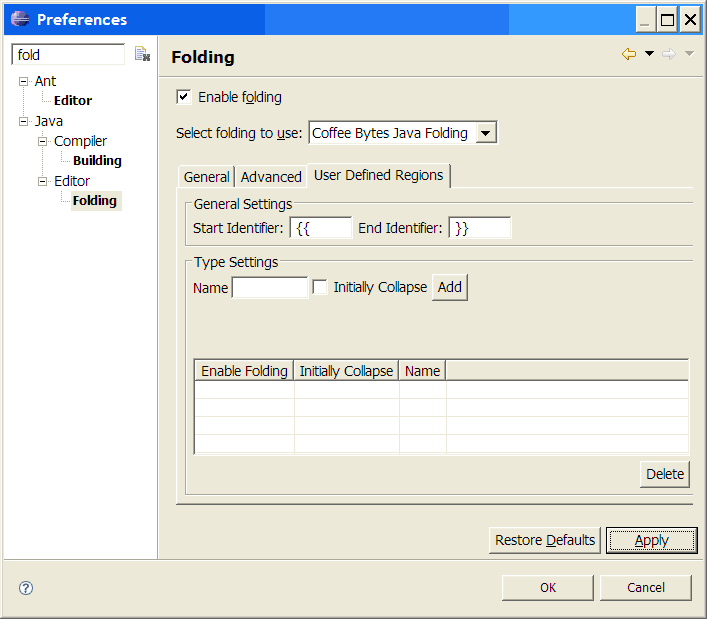 Preferences
fold
Ant
Editor
Java
Compiler
Building
Editor
Folding
Folding
Enable folding
Select folding to use: Coffee Bytes Java Folding
General Advanced User Defined Regions
General Settings
Start Identifier: {{ End Identifier: }}
Type Settings
Name Initially Collapse Add
Enable Folding Initially Collapse Name
Delete
Restore Defaults Apply
? OK Cancel